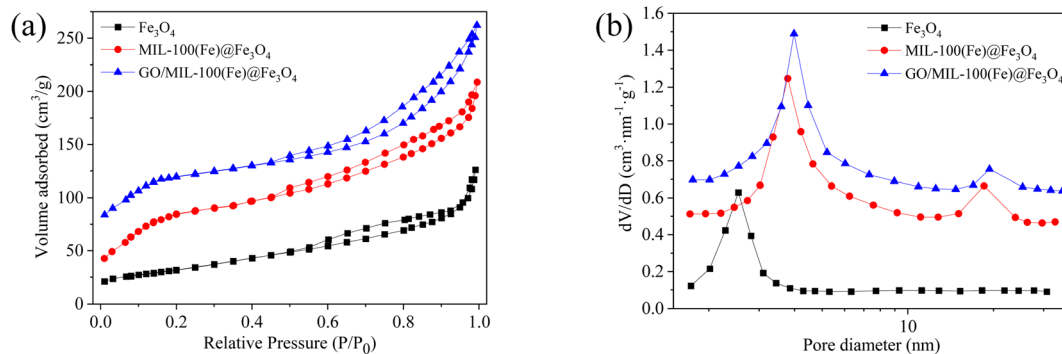 (a)
Fe₃O₄
MIL-100(Fe)@Fe₃O₄
GO/MIL-100(Fe)@Fe₃O₄
Volume adsorbed (cm³/g)
250
200
150
100
50
0
0.0 0.2 0.4 0.6 0.8 1.0
Relative Pressure (P/P₀)
(b)
Fe₃O₄
MIL-100(Fe)@Fe₃O₄
GO/MIL-100(Fe)@Fe₃O₄
dV/dD (cm³·nm⁻¹·g⁻¹)
1.6
1.4
1.2
1.0
0.8
0.6
0.4
0.2
0.0
10
Pore diameter (nm)